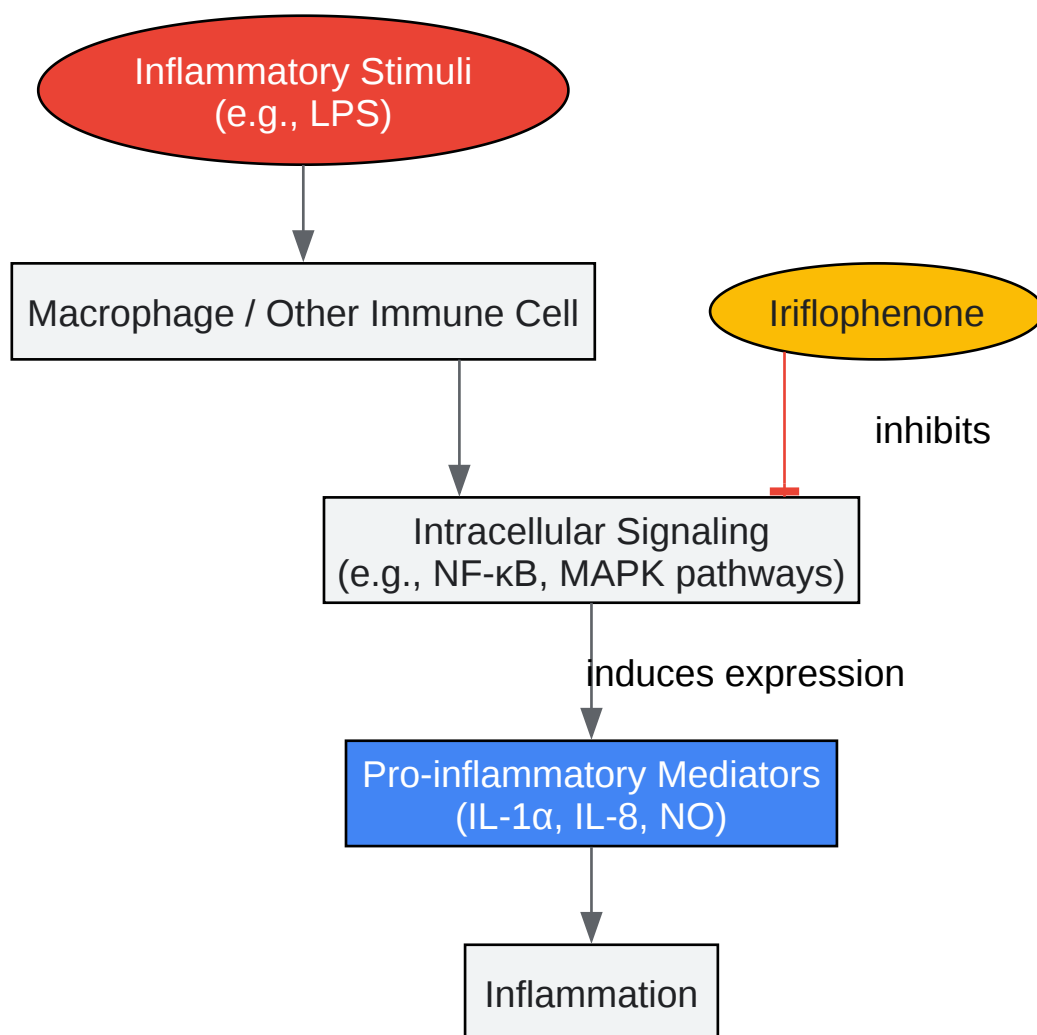 Inflammatory Stimuli
(e.g., LPS)
Macrophage / Other Immune Cell
Iriflophenone
inhibits
Intracellular Signaling
(e.g., NF-κB, MAPK pathways)
induces expression
Pro-inflammatory Mediators
(IL-1α, IL-8, NO)
Inflammation